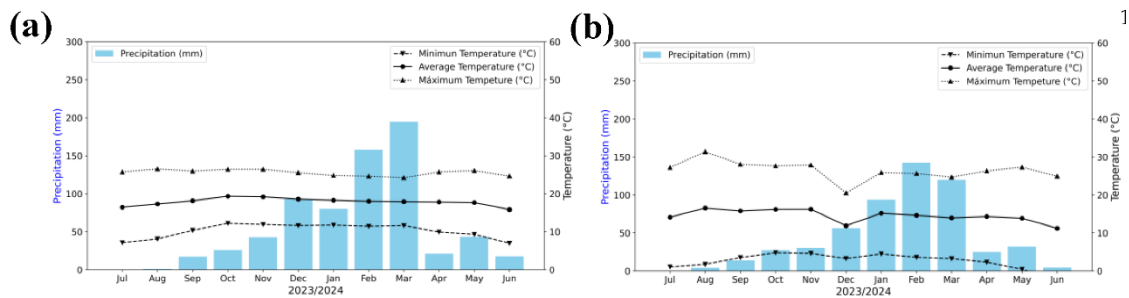 (a)
300
250
200
150
100
50
0
Precipitation (mm)
Precipitation (mm)
Minimun Temperature (°C)
Average Temperature (°C)
Máximum Tempeture (°C)
60
50
40
30
20
10
0
Temperature (°C)
Jul Aug Sep Oct Nov Dec Jan Feb Mar Apr May Jun
2023/2024
(b)
300
250
200
150
100
50
0
Precipitation (mm)
Precipitation (mm)
Minimun Temperature (°C)
Average Temperature (°C)
Máximum Tempeture (°C)
60
50
40
30
20
10
0
Temperature (°C)
Jul Aug Sep Oct Nov Dec Jan Feb Mar Apr May Jun
2023/2024
1